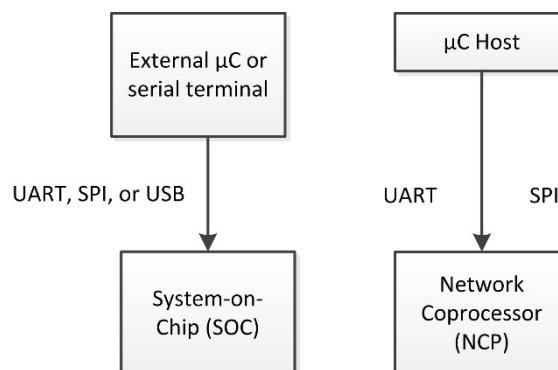 External µC or
serial terminal
µC Host
UART, SPI, or USB
UART
SPI
System-on-
Chip (SOC)
Network
Coprocessor
(NCP)